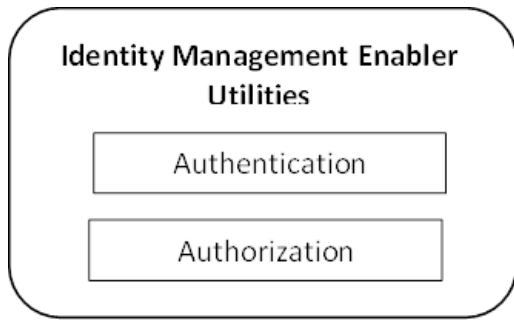 Identity Management Enabler
Utilities
Authentication
Authorization